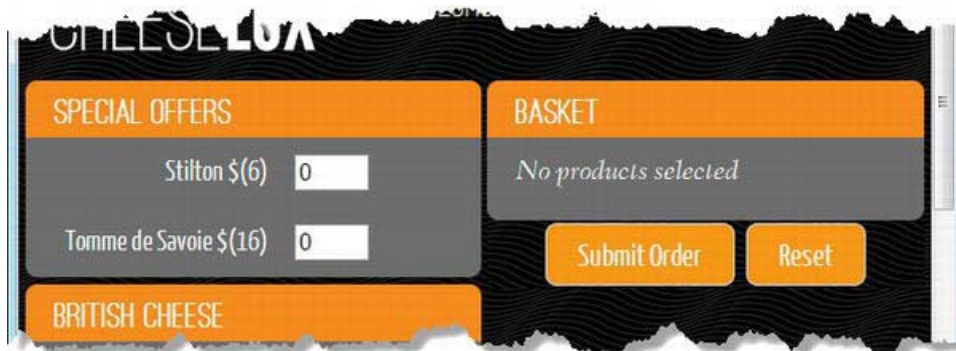 CHEESELUX
SPECIAL OFFERS
Stilton $(6) 0
Tomme de Savoie $(16) 0
BRITISH CHEESE
BASKET
No products selected
Submit Order
Reset